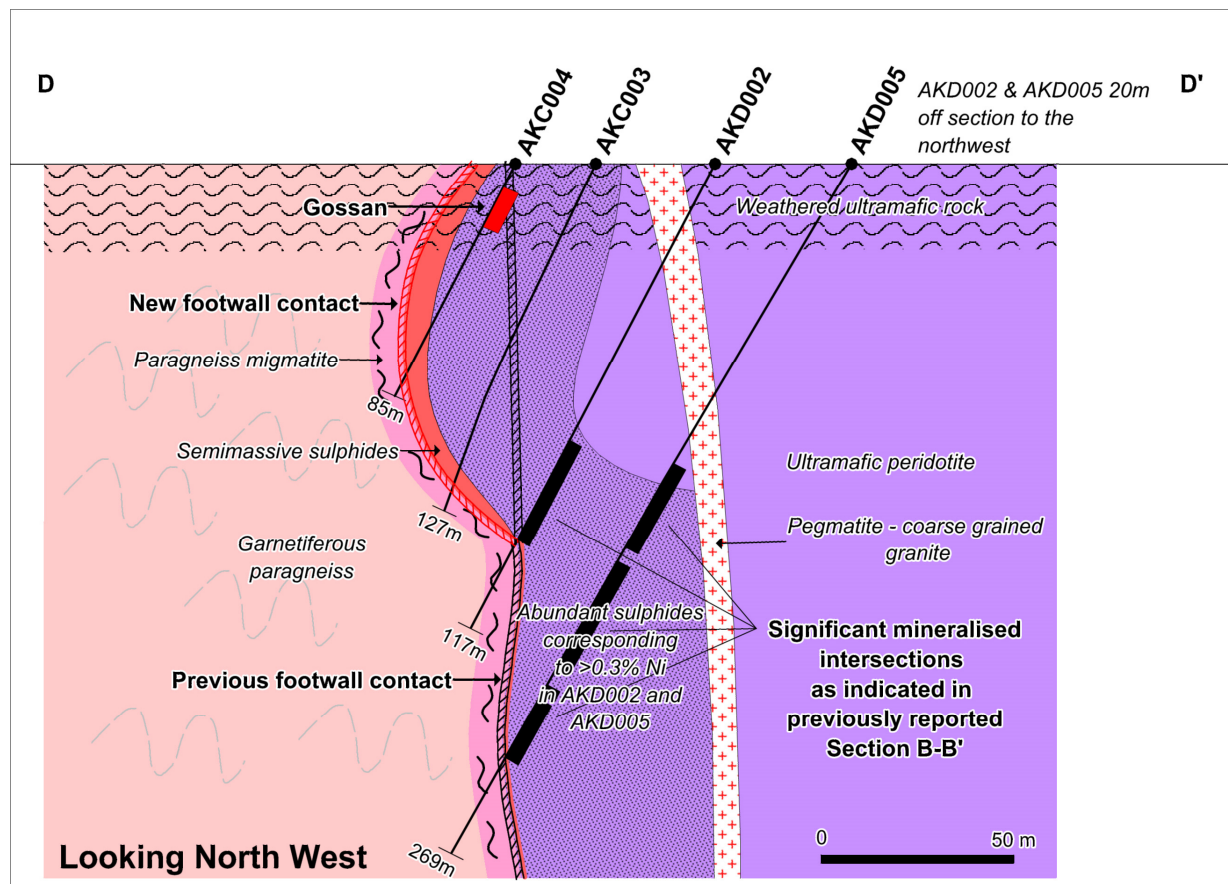 D
AKC004
AKC003
AKD002
AKD005
AKD002 & AKD005 20m
off section to the
northwest
D'
Gossan
Weathered ultramafic rock
New footwall contact
Paragneiss migmatite
85m
Semimassive sulphides
Ultramafic peridotite
127m
Pegmatite - coarse grained
granite
Garnetiferous
paragneiss
117m
Abundant sulphides
corresponding
to >0.3% Ni
in AKD002 and
AKD005
Significant mineralised
intersections
as indicated in
previously reported
Section B-B'
Previous footwall contact
269m
Looking North West
0
50 m